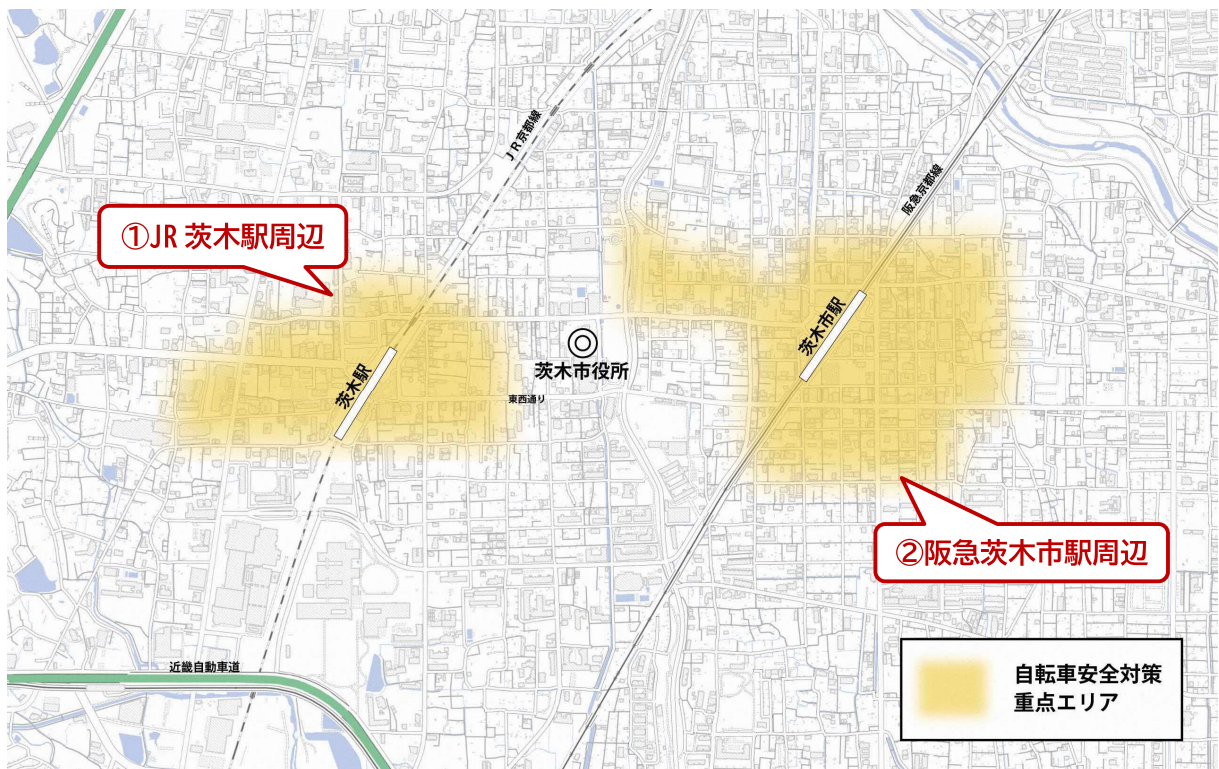 JR京都線
阪急京都線
①JR 茨木駅周辺
茨木市駅
茨木市役所
茨木駅
東西通り
②阪急茨木市駅周辺
近畿自動車道
自転車安全対策
重点エリア